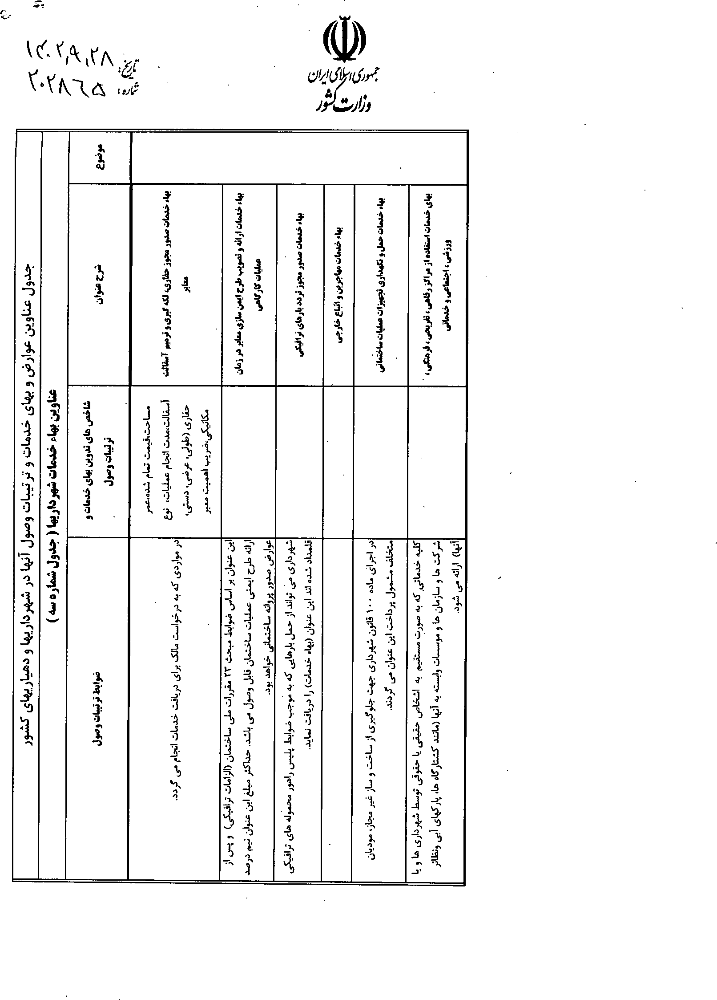 جمهوری اسلامی ایران
وزارت کشور
تاریخ: ۱۴۰۲,۹,۲۸
شماره: ۲۰۲۸۶۵
جدول عناوین عوارض و بهای خدمات و ترتیبات وصول آنها در شهرداریها و دهیاریهای کشور
عناوین بهاء خدمات شهرداریها ( جدول شماره سه )
موضوع
شرح عنوان
شاخص های تدوین بهای خدمات و
ترتیبات وصول
ضوابط ترتیبات وصول
بهاء خدمات صدور مجوز حفاری، لکه گیری و ترمیم آسفالت
معابر
مساحت،قیمت تمام شده،عمر
آسفالت،مدت انجام عملیات، نوع
حفاری (طولی، عرضی، دستی،
مکانیکی،ضریب اهمیت معبر
در مواردی که به درخواست مالک برای دریافت خدمات انجام می گردد.
بهاء خدمات ارائه و تصویب طرح ایمن سازی معابر در زمان
عملیات کارگاهی
این عنوان بر اساس ضوابط مبحث ۲۳ مقررات ملی ساختمان (الزامات ترافیکی) و پس از
ارائه طرح ایمنی عملیات ساختمان قابل وصول می باشد. حداکثر مبلغ این عنوان نیم درصد
عوارض صدور پروانه ساختمانی خواهد بود.
بهاء خدمات صدور مجوز تردد بارهای ترافیکی
شهرداری می تواند از حمل بارهایی که به موجب ضوابط پلیس راهور محموله های ترافیکی
قلمداد شده اند این عنوان (بهاء خدمات) را دریافت نماید.
بهاء خدمات مهاجرین و اتباع خارجی
بهاء خدمات حمل و نگهداری تجهیزات عملیات ساختمانی
در اجرای ماده ۱۰۰ قانون شهرداری جهت جلوگیری از ساخت و ساز غیر مجاز، مودیان
متخلف مشمول پرداخت این عنوان می گردند.
بهای خدمات استفاده از مراکز رفاهی، تفریحی، فرهنگی،
ورزشی، اجتماعی و خدماتی
کلیه خدماتی که به صورت مستقیم به اشخاص حقیقی یا حقوقی توسط شهرداری ها و یا
شرکت ها و سازمان ها و موسسات وابسته به آنها (مانند کشتارگاه ها، پارکهای آبی ونظائر
آنها) ارائه می شود.